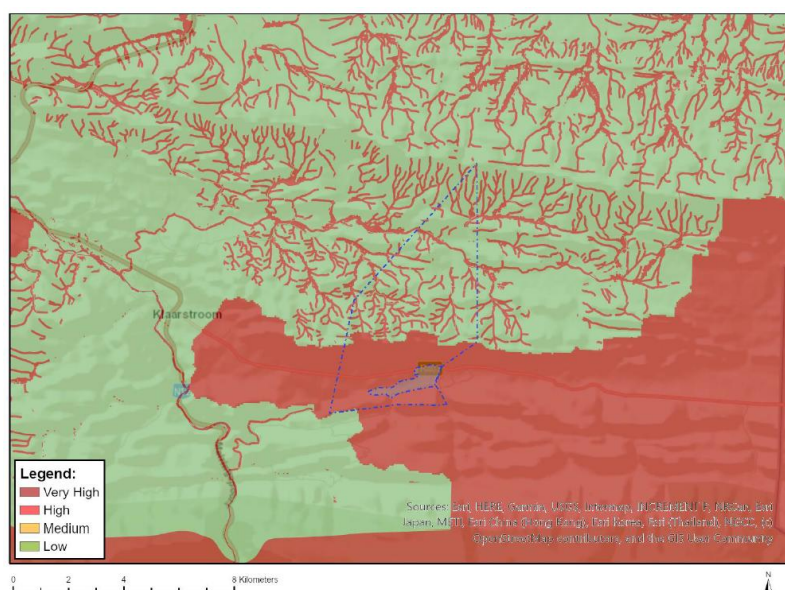 Klaarstroom
Legend:
Very High
High
Medium
Low
Sources: Esri, HERE, Garmin, USGS, Intermap, INCREMENT P, NRCan, Esri
Japan, METI, Esri China (Hong Kong), Esri Korea, Esri (Thailand), NGCC, (c)
OpenStreetMap contributors, and the GIS User Community
0 2 4 8 Kilometers
N